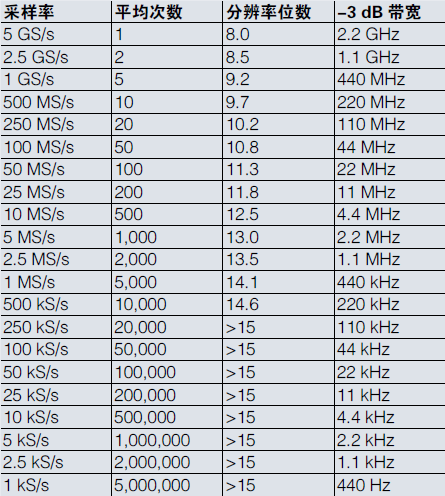 采样率 平均次数 分辨率位数 –3 dB 带宽
5 GS/s 1 8.0 2.2 GHz
2.5 GS/s 2 8.5 1.1 GHz
1 GS/s 5 9.2 440 MHz
500 MS/s 10 9.7 220 MHz
250 MS/s 20 10.2 110 MHz
100 MS/s 50 10.8 44 MHz
50 MS/s 100 11.3 22 MHz
25 MS/s 200 11.8 11 MHz
10 MS/s 500 12.5 4.4 MHz
5 MS/s 1,000 13.0 2.2 MHz
2.5 MS/s 2,000 13.5 1.1 MHz
1 MS/s 5,000 14.1 440 kHz
500 kS/s 10,000 14.6 220 kHz
250 kS/s 20,000 >15 110 kHz
100 kS/s 50,000 >15 44 kHz
50 kS/s 100,000 >15 22 kHz
25 kS/s 200,000 >15 11 kHz
10 kS/s 500,000 >15 4.4 kHz
5 kS/s 1,000,000 >15 2.2 kHz
2.5 kS/s 2,000,000 >15 1.1 kHz
1 kS/s 5,000,000 >15 440 Hz